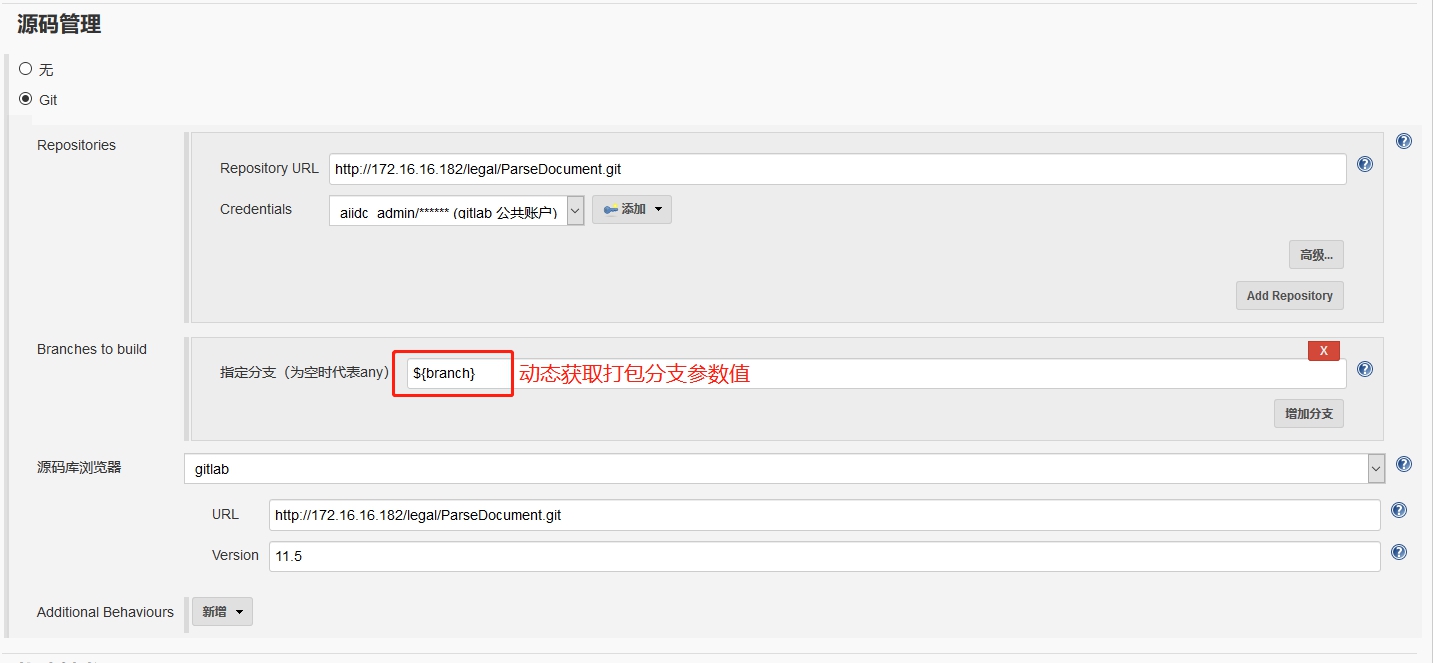 源码管理
无
Git
Repositories
Repository URL http://172.16.16.182/legal/ParseDocument.git
Credentials aiidc_admin/****** (gitlab 公共账户) 添加
高级...
Add Repository
Branches to build
X
指定分支（为空时代表any） ${branch} 动态获取打包分支参数值
增加分支
源码库浏览器 gitlab
URL http://172.16.16.182/legal/ParseDocument.git
Version 11.5
Additional Behaviours 新增